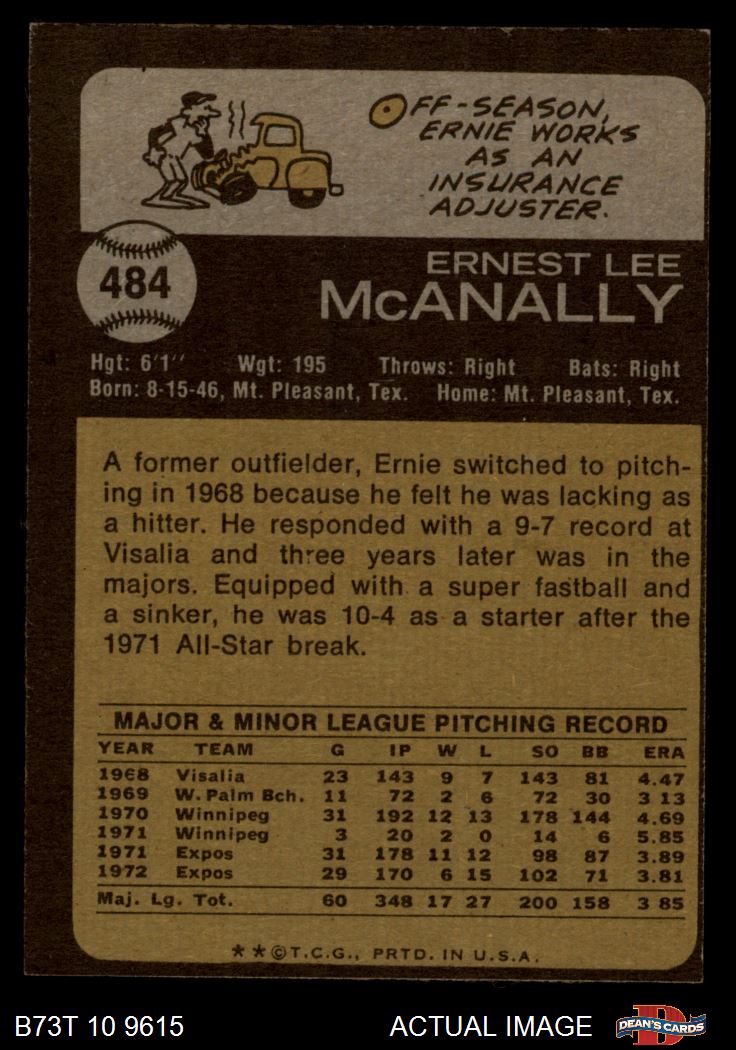 OFF-SEASON,
ERNIE WORKS
AS AN
INSURANCE
ADJUSTER.
484
ERNEST LEE
McANALLY
Hgt: 6'1" Wgt: 195 Throws: Right Bats: Right
Born: 8-15-46, Mt. Pleasant, Tex. Home: Mt. Pleasant, Tex.
A former outfielder, Ernie switched to pitch-
ing in 1968 because he felt he was lacking as
a hitter. He responded with a 9-7 record at
Visalia and three years later was in the
majors. Equipped with a super fastball and
a sinker, he was 10-4 as a starter after the
1971 All-Star break.
MAJOR & MINOR LEAGUE PITCHING RECORD
YEAR TEAM G IP W L SO BB ERA
1968 Visalia 23 143 9 7 143 81 4.47
1969 W. Palm Bch. 11 72 2 6 72 30 3 13
1970 Winnipeg 31 192 12 13 178 144 4.69
1971 Winnipeg 3 20 2 0 14 6 5.85
1971 Expos 31 178 11 12 98 87 3.89
1972 Expos 29 170 6 15 102 71 3.81
Maj. Lg. Tot. 60 348 17 27 200 158 3 85
**©T.C.G., PRTD. IN U.S.A.
B73T 10 9615 ACTUAL IMAGE DEAN'S CARDS